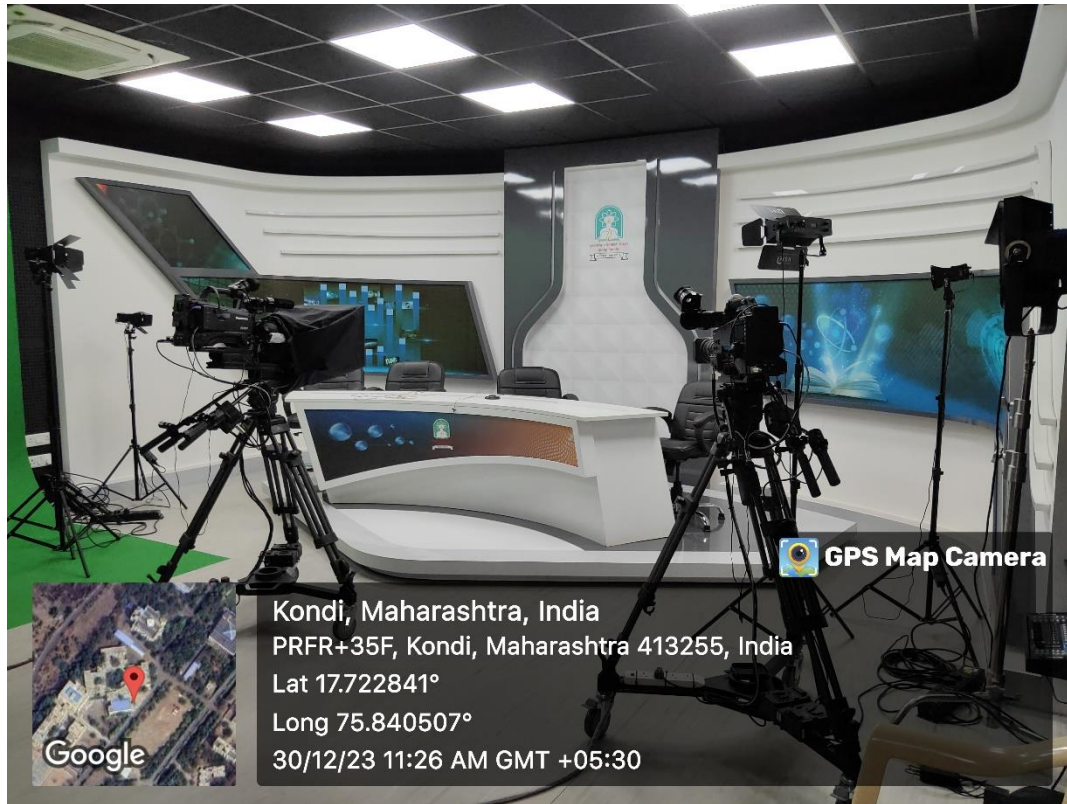 GPS Map Camera
Kondi, Maharashtra, India
PRFR+35F, Kondi, Maharashtra 413255, India
Lat 17.722841°
Long 75.840507°
30/12/23 11:26 AM GMT +05:30
Google